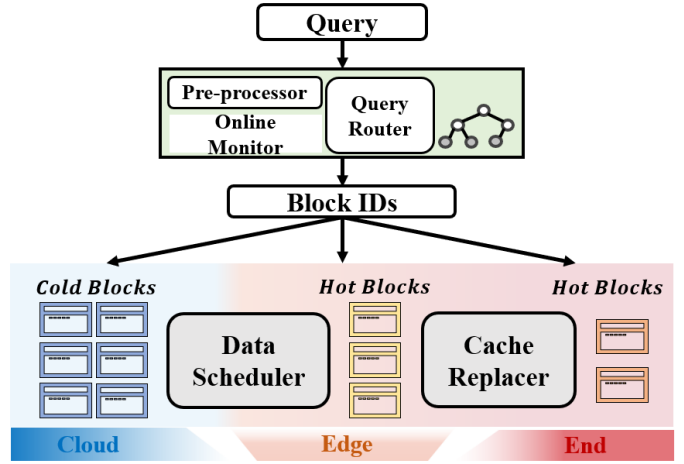 Query
Pre-processor
Online
Monitor
Query
Router
Block IDs
Cold Blocks
Hot Blocks
Hot Blocks
Data
Scheduler
Cache
Replacer
Cloud
Edge
End